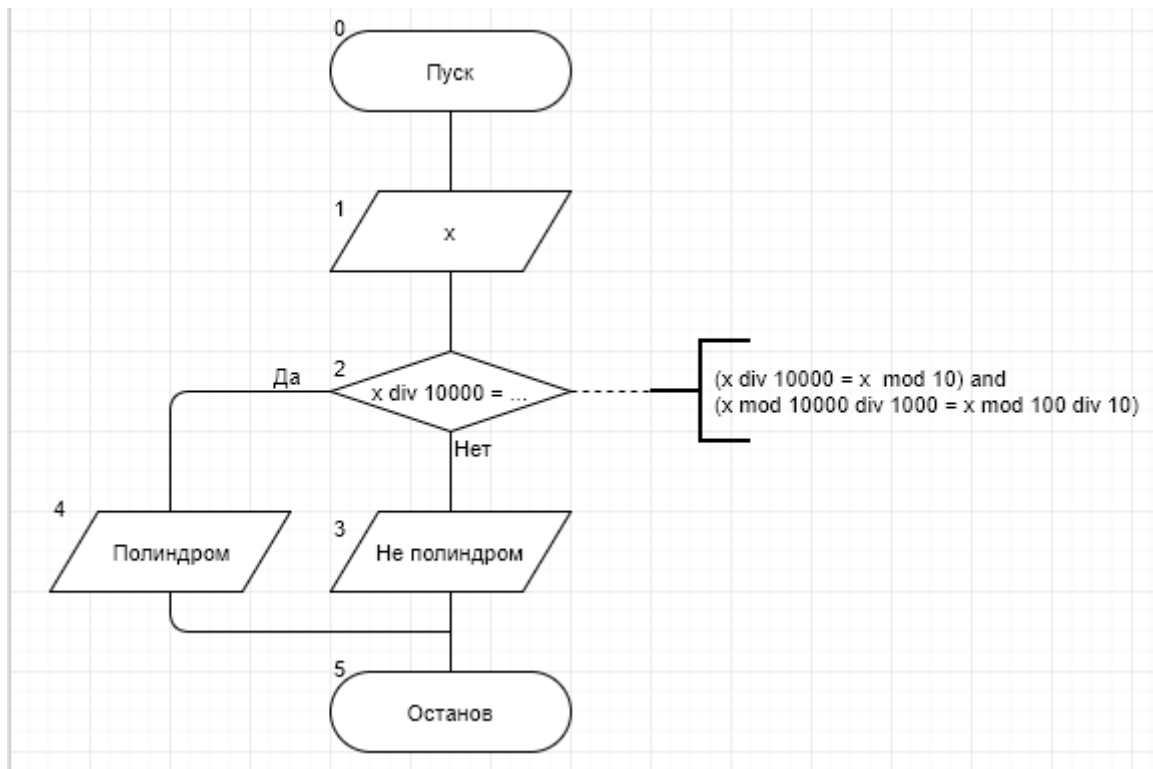 0
Пуск
1
x
2
Да
x div 10000 = ...
(x div 10000 = x  mod 10) and
(x mod 10000 div 1000 = x mod 100 div 10)
Нет
4
Полиндром
3
Не полиндром
5
Останов